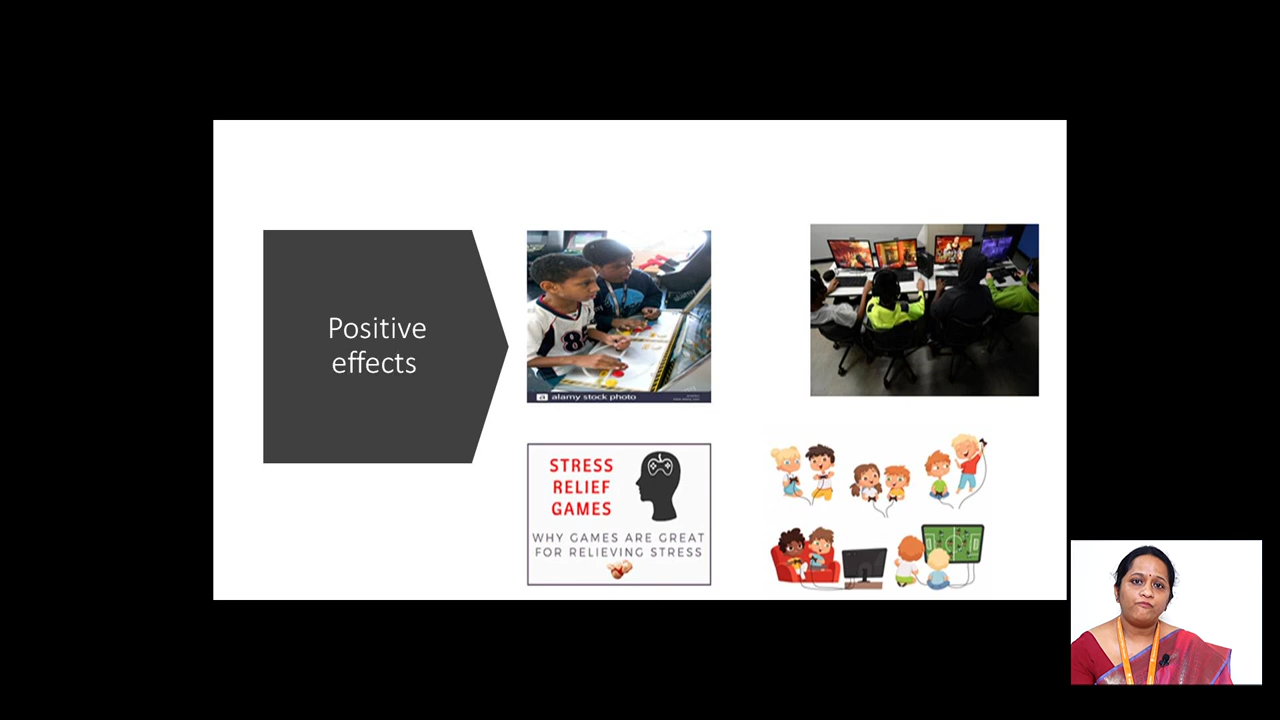 Positive
effects
alamy stock photo
STRESS
RELIEF
GAMES
WHY GAMES ARE GREAT
FOR RELIEVING STRESS